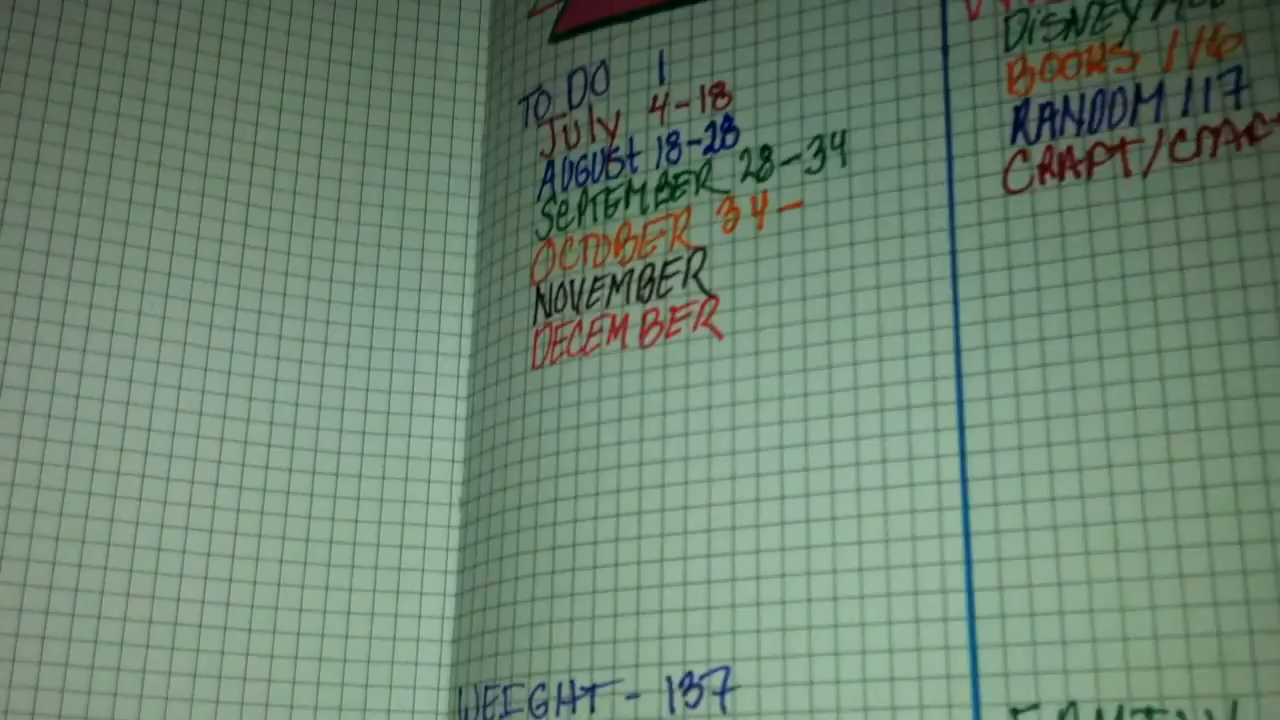 TO DO 1
July 4-18
AUGUSt 18-28
SEPTEMBER 28-34
OCTOBER 34-
NOVEMBER
DECEMBER
WEIGHT - 137
DISNEY
BOOKS 116
RANDOM 117
CRAFT/